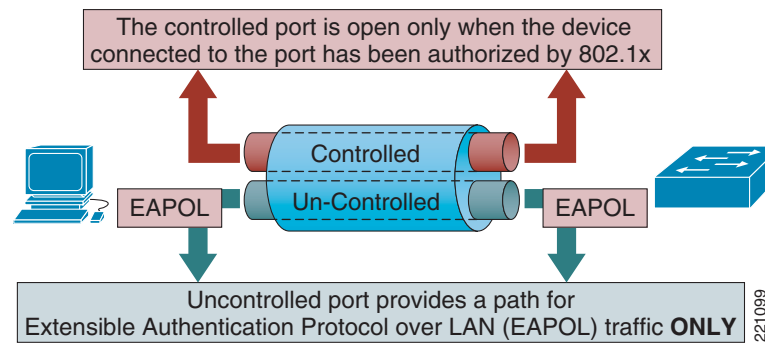 The controlled port is open only when the device
connected to the port has been authorized by 802.1x
Controlled
EAPOL
Un-Controlled
EAPOL
Uncontrolled port provides a path for
Extensible Authentication Protocol over LAN (EAPOL) traffic ONLY
221099